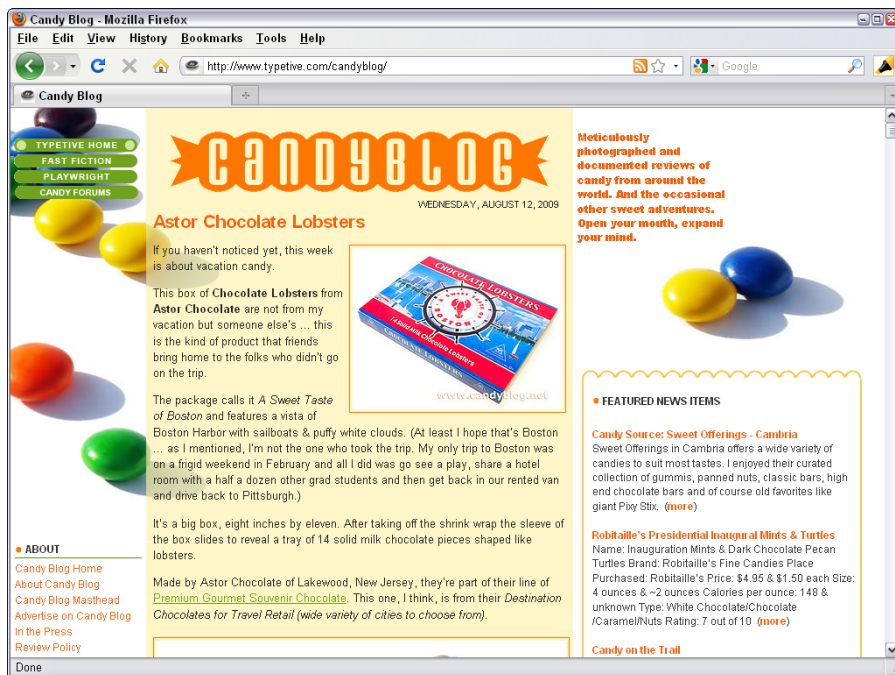 Candy Blog - Mozilla Firefox
File Edit View History Bookmarks Tools Help
http://www.typetive.com/candyblog/
Google
Candy Blog
TYPETIVE HOME
FAST FICTION
PLAYWRIGHT
CANDY FORUMS
CANDYBLOG
WEDNESDAY, AUGUST 12, 2009
Astor Chocolate Lobsters
If you haven't noticed yet, this week
is about vacation candy.
This box of Chocolate Lobsters from
Astor Chocolate are not from my
vacation but someone else's ... this
is the kind of product that friends
bring home to the folks who didn't go
on the trip.
The package calls it A Sweet Taste
of Boston and features a vista of
Boston Harbor with sailboats & puffy white clouds. (At least I hope that's Boston
... as I mentioned, I'm not the one who took the trip. My only trip to Boston was
on a frigid weekend in February and all I did was go see a play, share a hotel
room with a half a dozen other grad students and then get back in our rented van
and drive back to Pittsburgh.)
It's a big box, eight inches by eleven. After taking off the shrink wrap the sleeve of
the box slides to reveal a tray of 14 solid milk chocolate pieces shaped like
lobsters.
Made by Astor Chocolate of Lakewood, New Jersey, they're part of their line of
Premium Gourmet Souvenir Chocolate. This one, I think, is from their Destination
Chocolates for Travel Retail (wide variety of cities to choose from).
CHOCOLATE LOBSTERS
BOSTON
14 Solid Milk Chocolate Lobsters
CHOCOLATE LOBSTERS
www.candyblog.net
Meticulously
photographed and
documented reviews of
candy from around the
world. And the occasional
other sweet adventures.
Open your mouth, expand
your mind.
FEATURED NEWS ITEMS
Candy Source: Sweet Offerings - Cambria
Sweet Offerings in Cambria offers a wide variety of
candies to suit most tastes. I enjoyed their curated
collection of gummis, panned nuts, classic bars, high
end chocolate bars and of course old favorites like
giant Pixy Stix. (more)
Robitaille's Presidential Inaugural Mints & Turtles
Name: Inauguration Mints & Dark Chocolate Pecan
Turtles Brand: Robitaille's Fine Candies Place
Purchased: Robitaille's Price: $4.95 & $1.50 each Size:
4 ounces & ~2 ounces Calories per ounce: 148 &
unknown Type: White Chocolate/Chocolate
/Caramel/Nuts Rating: 7 out of 10 (more)
Candy on the Trail
ABOUT
Candy Blog Home
About Candy Blog
Candy Blog Masthead
Advertise on Candy Blog
In the Press
Review Policy
Done